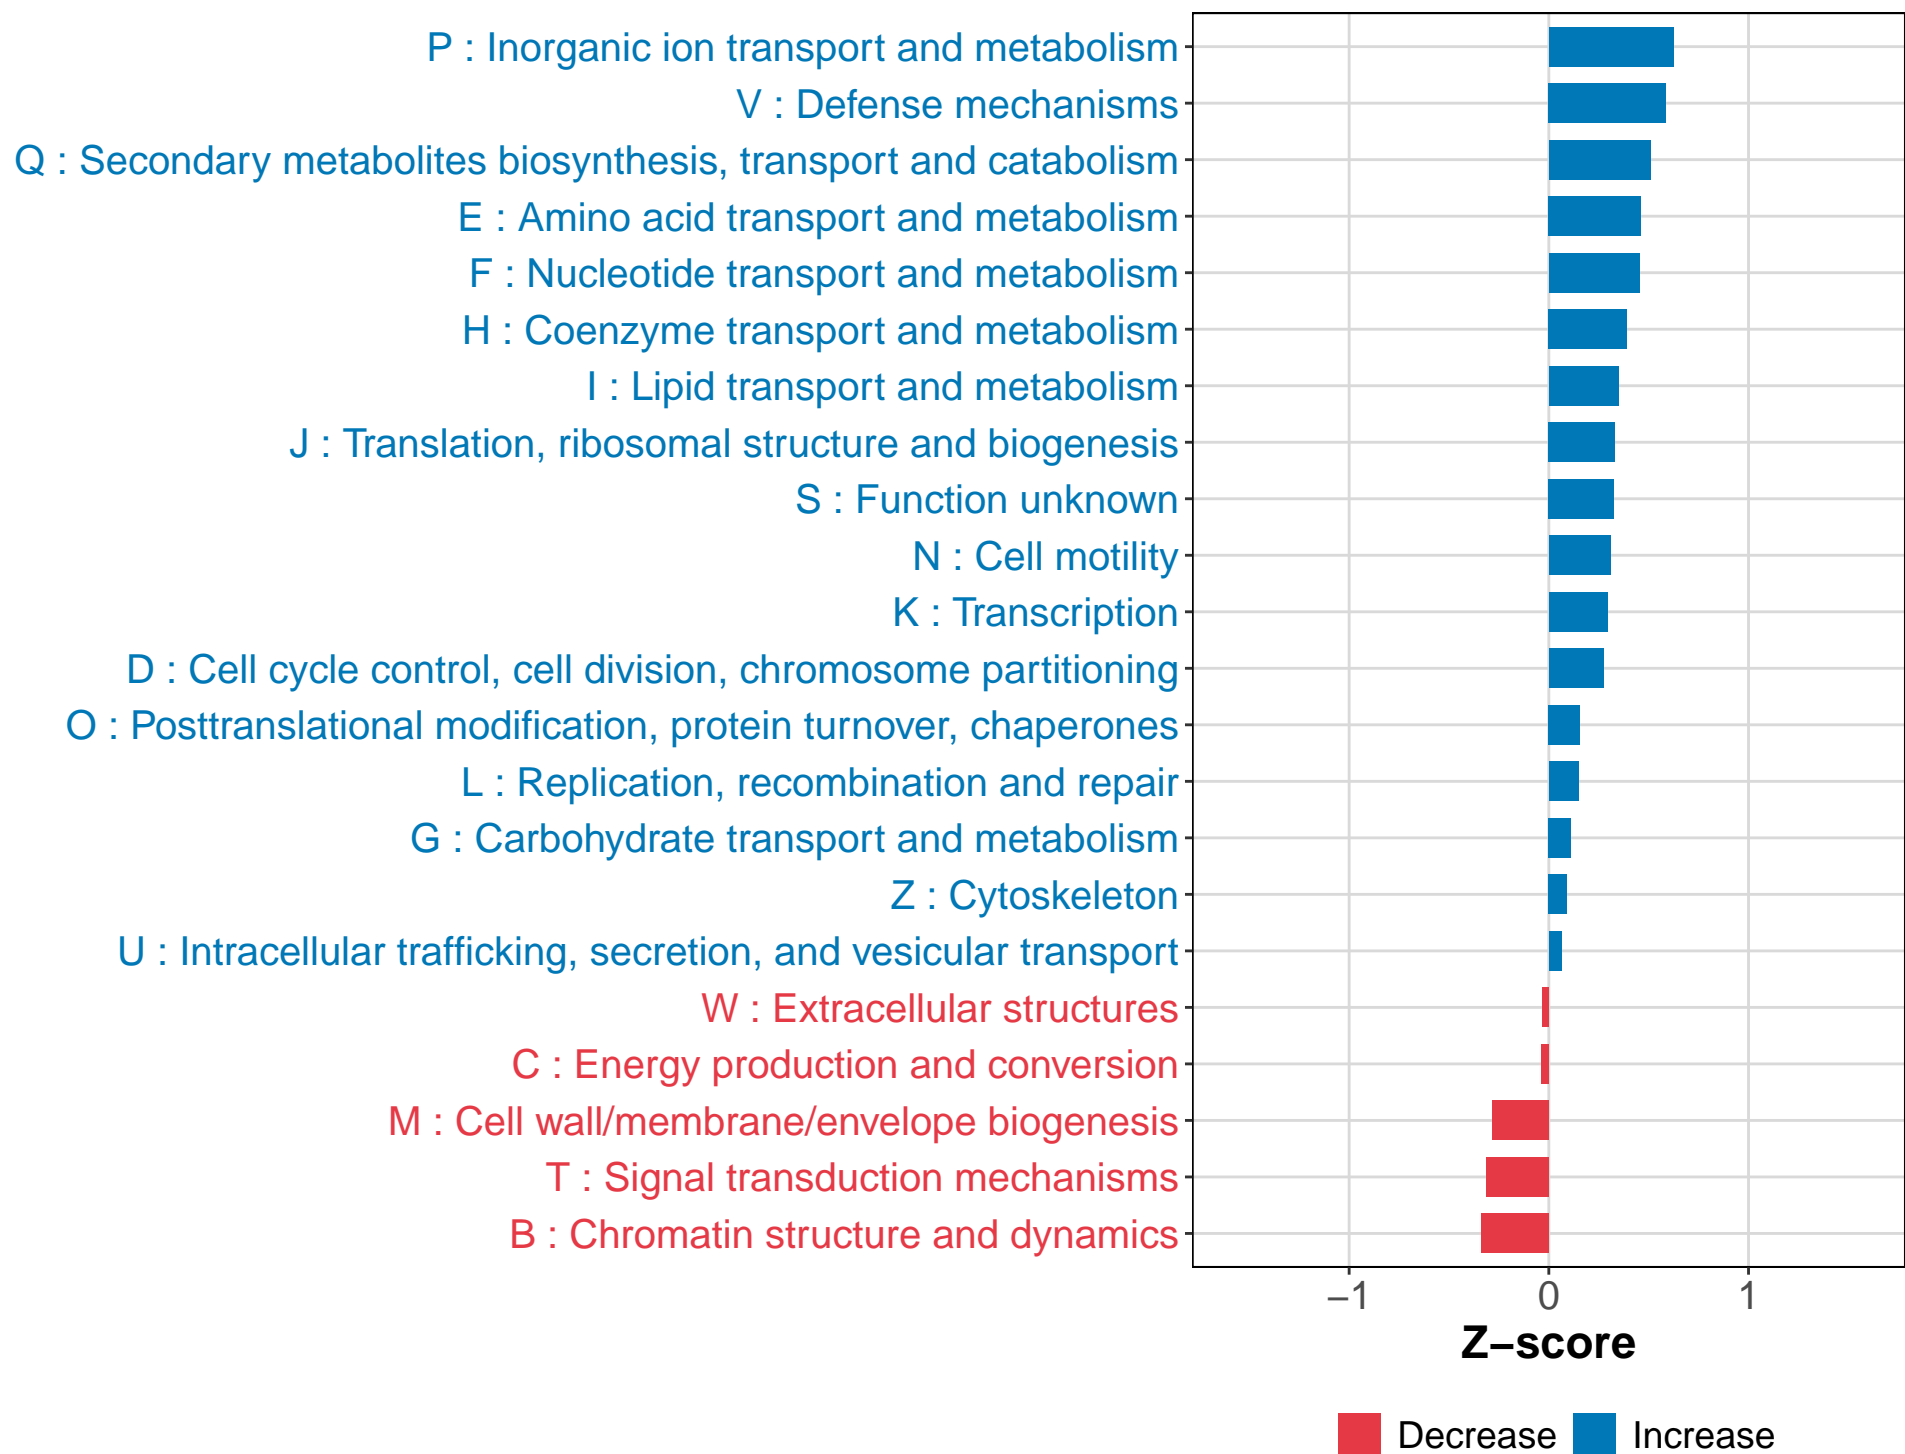 P : Inorganic ion transport and metabolism
V : Defense mechanisms
Q : Secondary metabolites biosynthesis, transport and catabolism
E : Amino acid transport and metabolism
F : Nucleotide transport and metabolism
H : Coenzyme transport and metabolism
I : Lipid transport and metabolism
J : Translation, ribosomal structure and biogenesis
S : Function unknown
N : Cell motility
K : Transcription
D : Cell cycle control, cell division, chromosome partitioning
O : Posttranslational modification, protein turnover, chaperones
L : Replication, recombination and repair
G : Carbohydrate transport and metabolism
Z : Cytoskeleton
U : Intracellular trafficking, secretion, and vesicular transport
W : Extracellular structures
C : Energy production and conversion
M : Cell wall/membrane/envelope biogenesis
T : Signal transduction mechanisms
B : Chromatin structure and dynamics
−1 0 1
Z−score
Decrease Increase